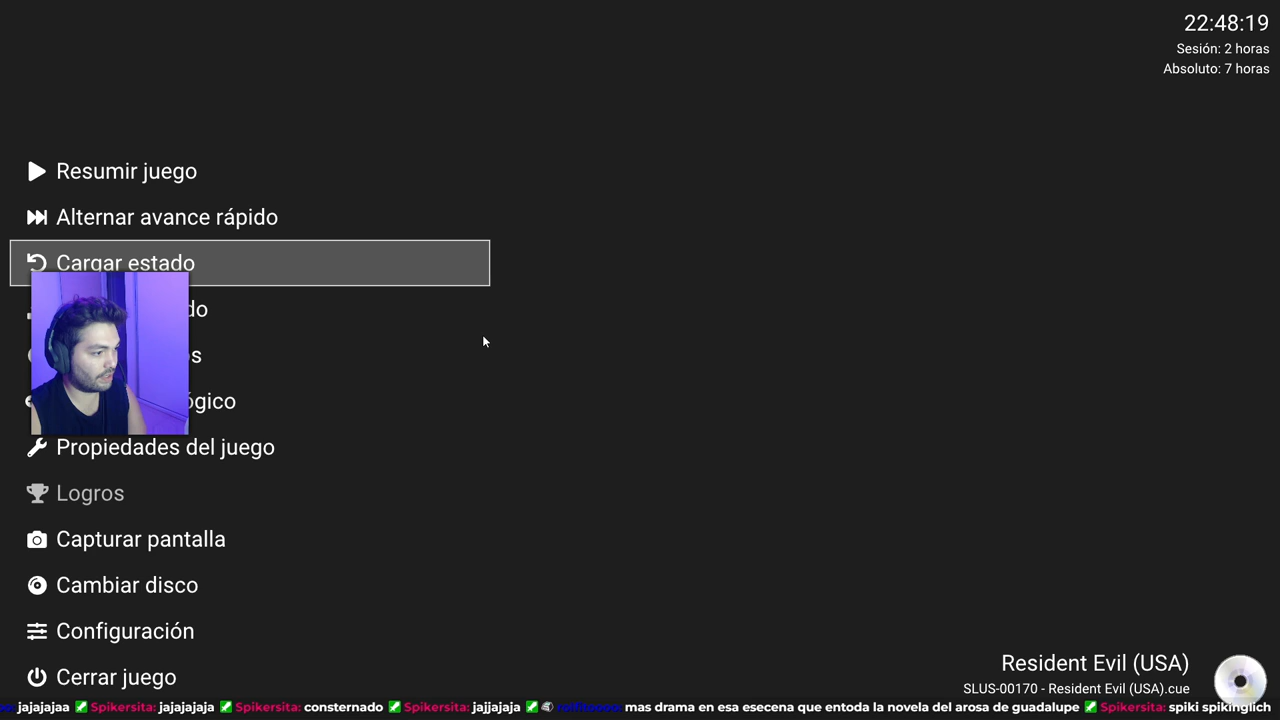 22:48:19
Sesión: 2 horas
Absoluto: 7 horas
Resumir juego
Alternar avance rápido
Cargar estado
do
s
ógico
Propiedades del juego
Logros
Capturar pantalla
Cambiar disco
Configuración
Cerrar juego
Resident Evil (USA)
SLUS-00170 - Resident Evil (USA).cue
jajajajaa Spikersita: jajajajaja Spikersita: consternado Spikersita: jajjajaja mas drama en esa esecena que entoda la novela del arosa de guadalupe Spikersita: spiki spikinglich